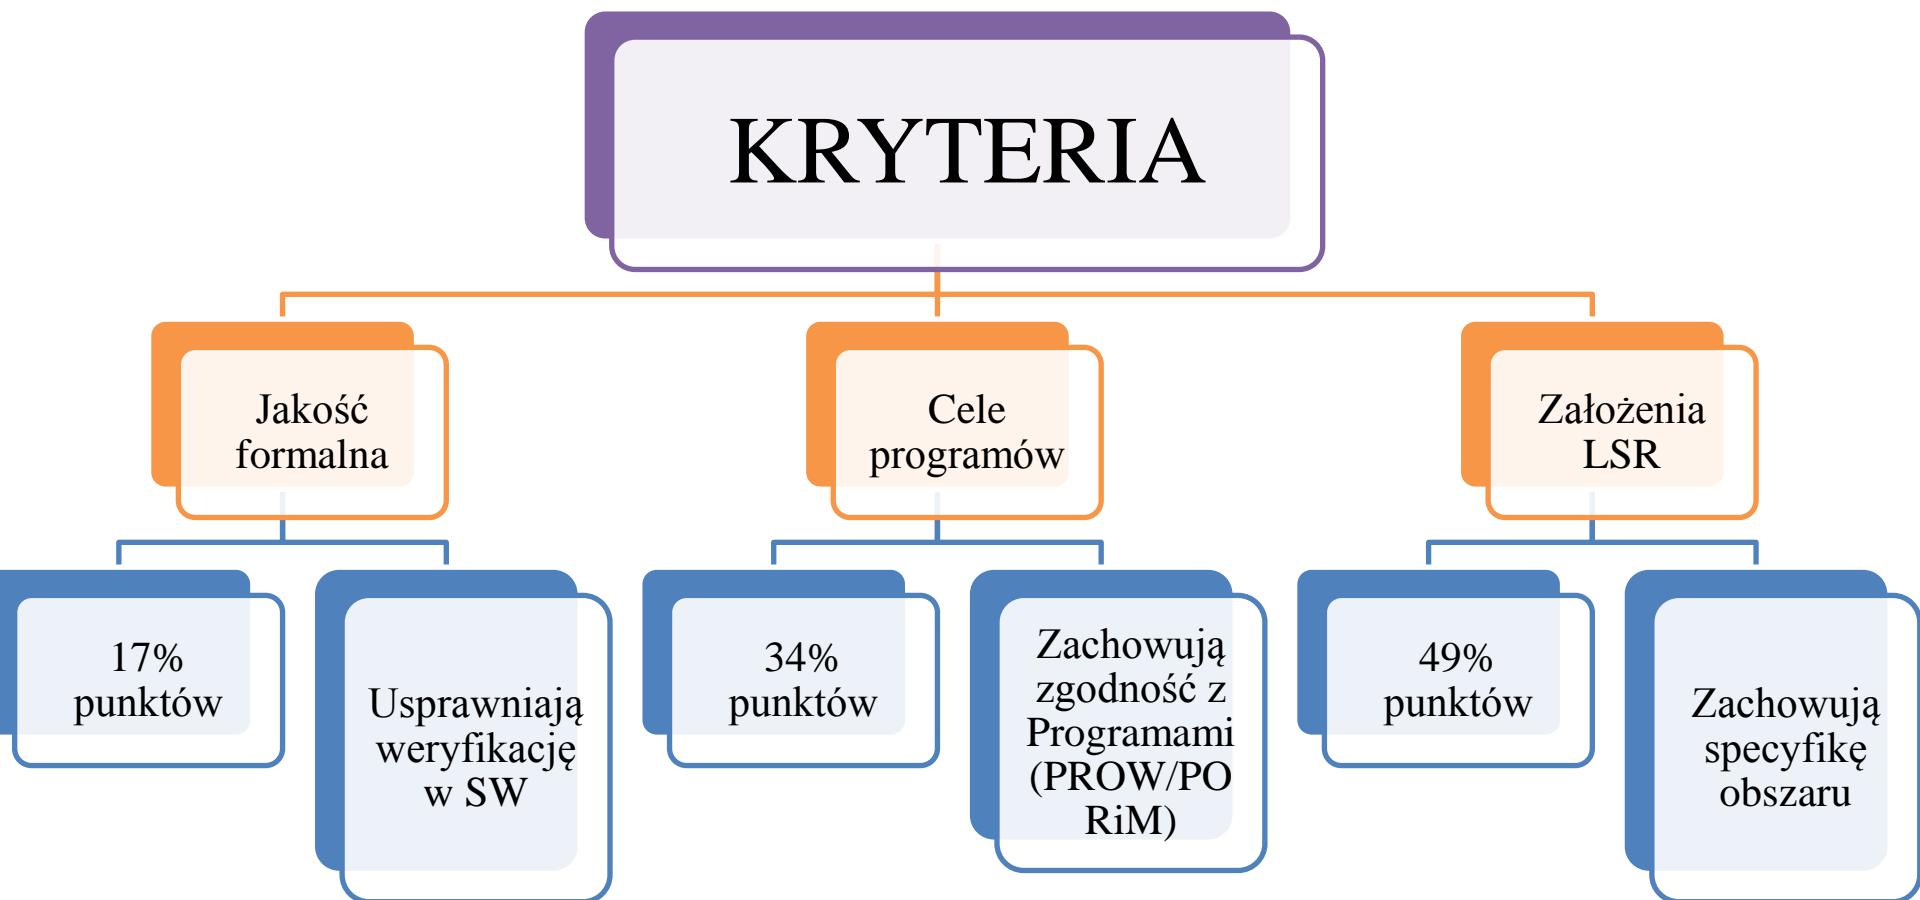 KRYTERIA
Jakość
formalna
Cele
programów
Założenia
LSR
17%
punktów
Usprawniają
weryfikację
w SW
34%
punktów
Zachowują
zgodność z
Programami
(PROW/PO
RiM)
49%
punktów
Zachowują
specyfikę
obszaru